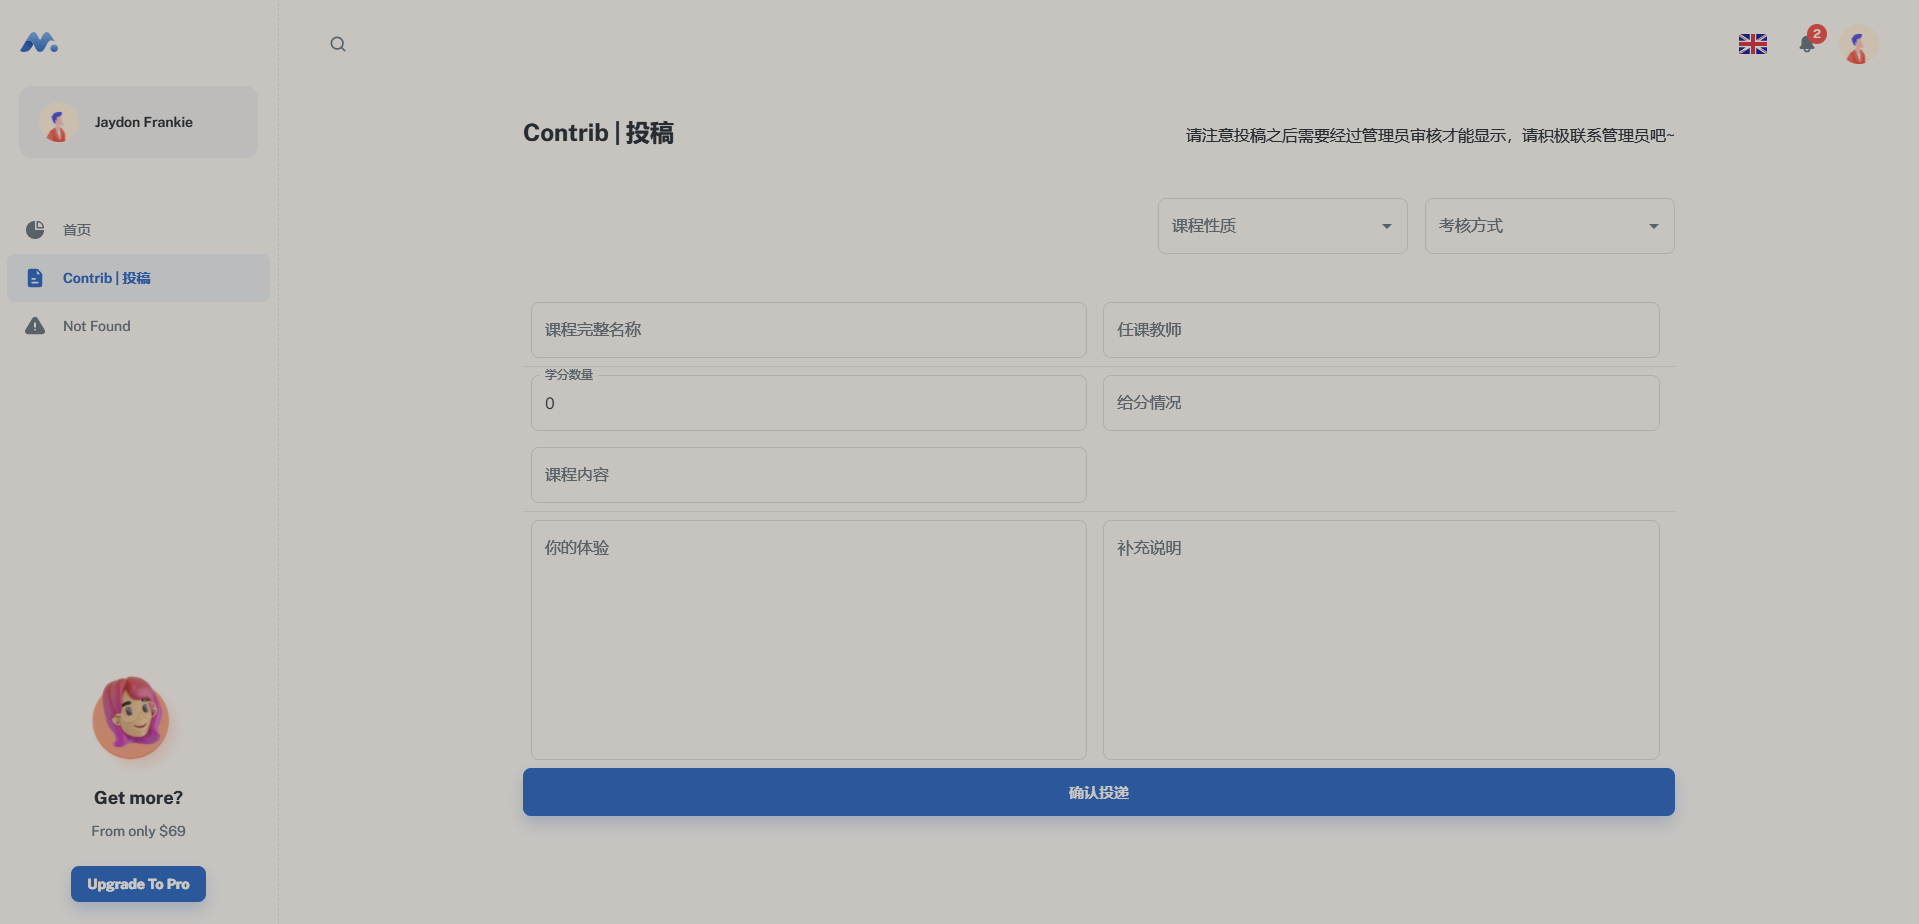 Jaydon Frankie
首页
Contrib | 投稿
Not Found
Get more?
From only $69
Upgrade To Pro
2
Contrib | 投稿
请注意投稿之后需要经过管理员审核才能显示，请积极联系管理员吧~
课程性质
考核方式
课程完整名称
任课教师
学分数量
0
给分情况
课程内容
你的体验
补充说明
确认投递